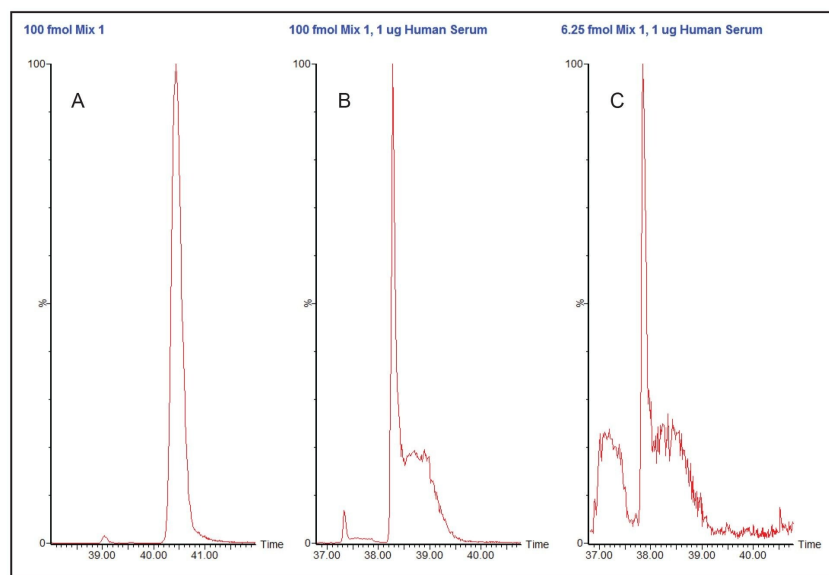 100 fmol Mix 1
100
A
%
0
39.00 40.00 41.00
Time
100 fmol Mix 1, 1 ug Human Serum
100
B
%
0
37.00 38.00 39.00 40.00
Time
6.25 fmol Mix 1, 1 ug Human Serum
100
C
%
0
37.00 38.00 39.00 40.00
Time